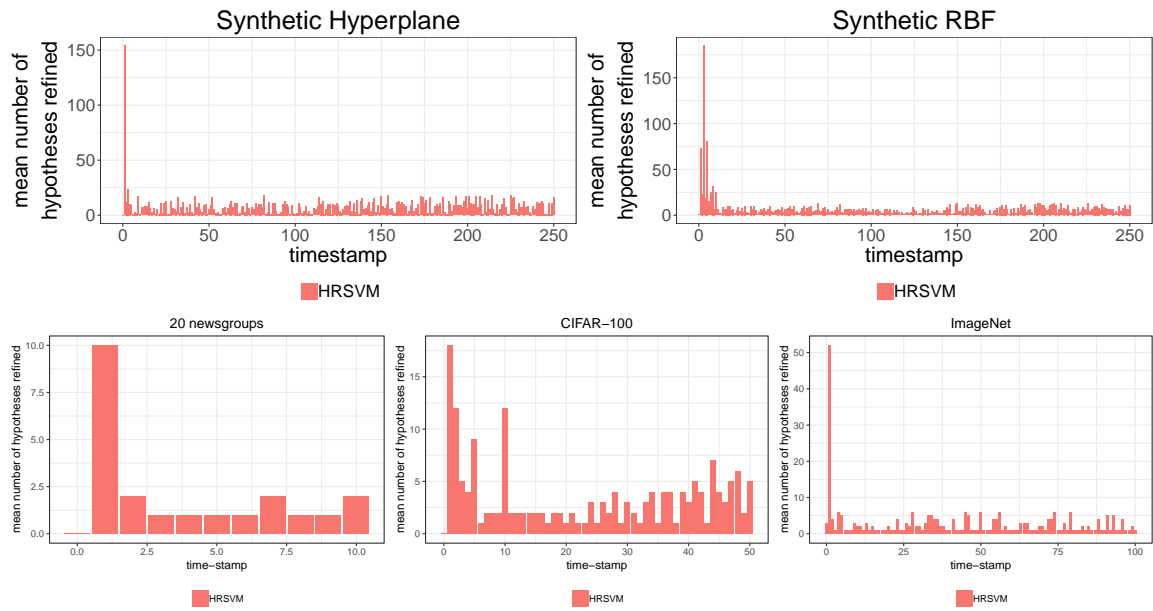 Synthetic Hyperplane
mean number of
hypotheses refined
150
100
50
0
0 50 100 150 200 250
timestamp
HRSVM
Synthetic RBF
mean number of
hypotheses refined
150
100
50
0
0 50 100 150 200 250
timestamp
HRSVM
20 newsgroups
mean number of hypotheses refined
10.0
7.5
5.0
2.5
0.0
0.0 2.5 5.0 7.5 10.0
time−stamp
HRSVM
CIFAR−100
mean number of hypotheses refined
15
10
5
0
0 10 20 30 40 50
time−stamp
HRSVM
ImageNet
mean number of hypotheses refined
50
40
30
20
10
0
0 25 50 75 100
time−stamp
HRSVM